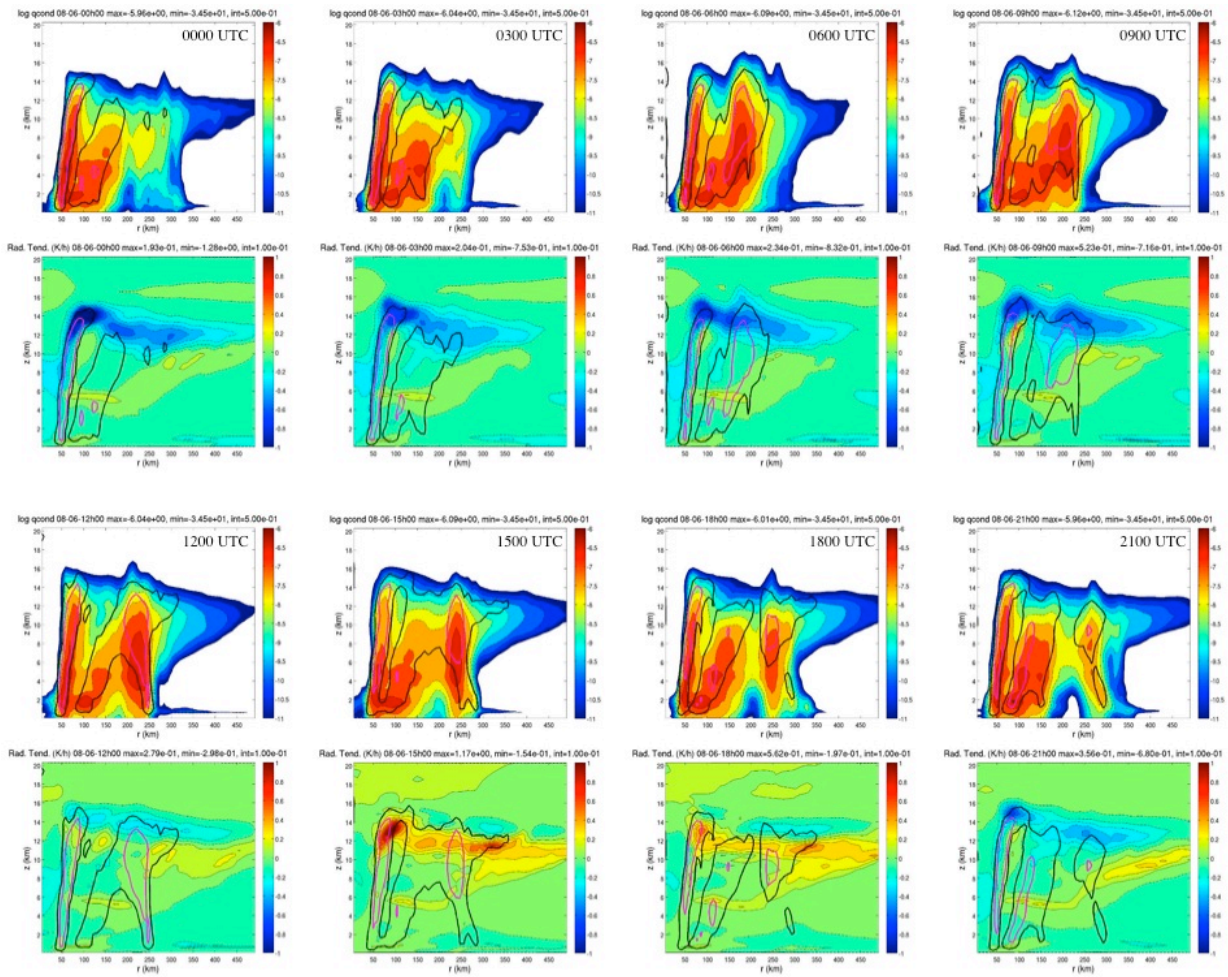 log qcond 08-06-00h00 max=-5.96e+00, min=-3.45e+01, int=5.00e-01
0000 UTC
log qcond 08-06-03h00 max=-6.04e+00, min=-3.45e+01, int=5.00e-01
0300 UTC
log qcond 08-06-06h00 max=-6.09e+00, min=-3.45e+01, int=5.00e-01
0600 UTC
log qcond 08-06-09h00 max=-6.12e+00, min=-3.45e+01, int=5.00e-01
0900 UTC
z (km)
r (km)
Rad. Tend. (K/h) 08-06-00h00 max=1.93e-01, min=-1.28e+00, int=1.00e-01
Rad. Tend. (K/h) 08-06-03h00 max=2.04e-01, min=-7.53e-01, int=1.00e-01
Rad. Tend. (K/h) 08-06-06h00 max=2.34e-01, min=-8.32e-01, int=1.00e-01
Rad. Tend. (K/h) 08-06-09h00 max=5.23e-01, min=-7.16e-01, int=1.00e-01
z (km)
r (km)
log qcond 08-06-12h00 max=-6.04e+00, min=-3.45e+01, int=5.00e-01
1200 UTC
log qcond 08-06-15h00 max=-6.09e+00, min=-3.45e+01, int=5.00e-01
1500 UTC
log qcond 08-06-18h00 max=-6.01e+00, min=-3.45e+01, int=5.00e-01
1800 UTC
log qcond 08-06-21h00 max=-5.96e+00, min=-3.45e+01, int=5.00e-01
2100 UTC
z (km)
r (km)
Rad. Tend. (K/h) 08-06-12h00 max=2.79e-01, min=-2.98e-01, int=1.00e-01
Rad. Tend. (K/h) 08-06-15h00 max=1.17e+00, min=-1.54e-01, int=1.00e-01
Rad. Tend. (K/h) 08-06-18h00 max=5.62e-01, min=-1.97e-01, int=1.00e-01
Rad. Tend. (K/h) 08-06-21h00 max=3.56e-01, min=-6.80e-01, int=1.00e-01
z (km)
r (km)